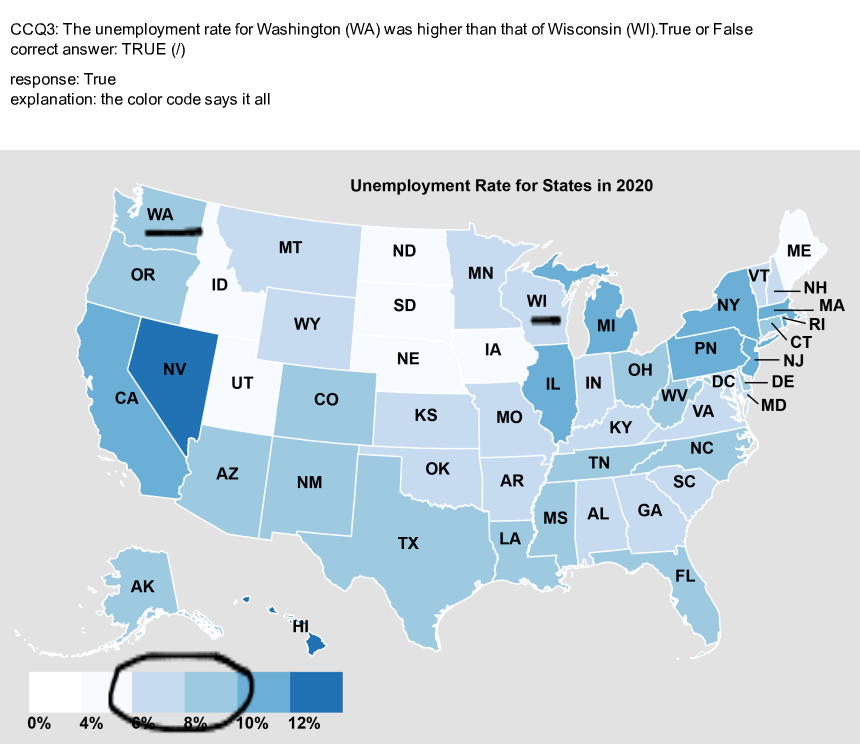 CCQ3: The unemployment rate for Washington (WA) was higher than that of Wisconsin (WI).True or False
correct answer: TRUE (/)
response: True
explanation: the color code says it all
Unemployment Rate for States in 2020
WA
MT
ND
ME
OR
ID
MN
VT
NH
SD
WI
NY
MA
WY
MI
RI
CT
IA
PN
NE
NJ
NV
UT
IL
IN
OH
DC
DE
CA
CO
WV
MD
KS
MO
VA
KY
NC
OK
TN
AZ
NM
AR
SC
MS
AL
GA
TX
LA
FL
AK
HI
0% 4% 6% 8% 10% 12%